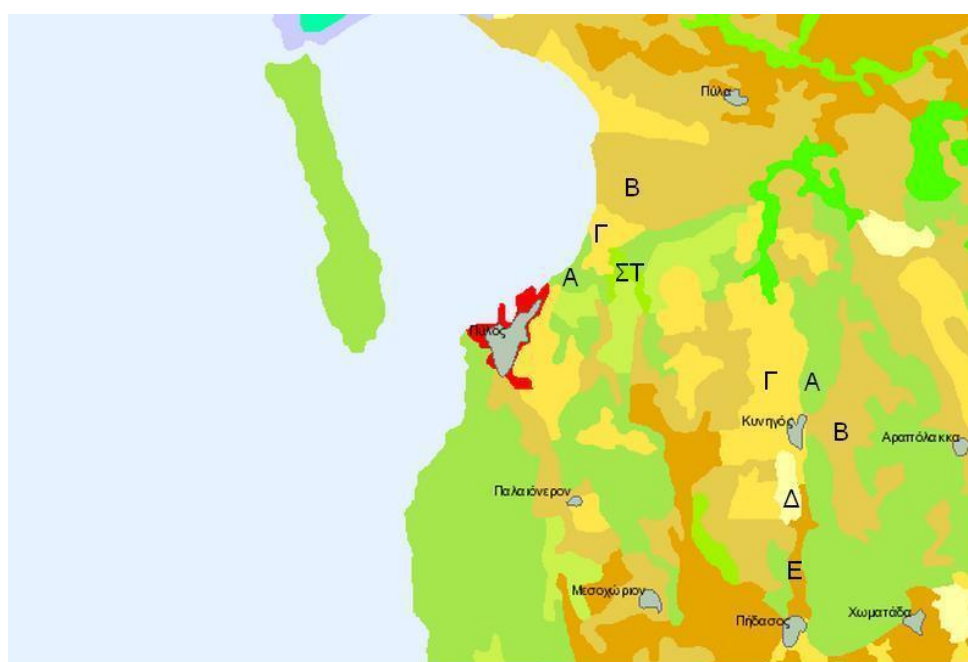 Πύλα
Β
Γ
ΣΤ
Α
Πύλος
Γ
Α
Κυνηγός
Β
Αραπόλακκα
Παλαιόνερον
Δ
Ε
Μεσοχώριον
Πήδασος
Χωματάδα